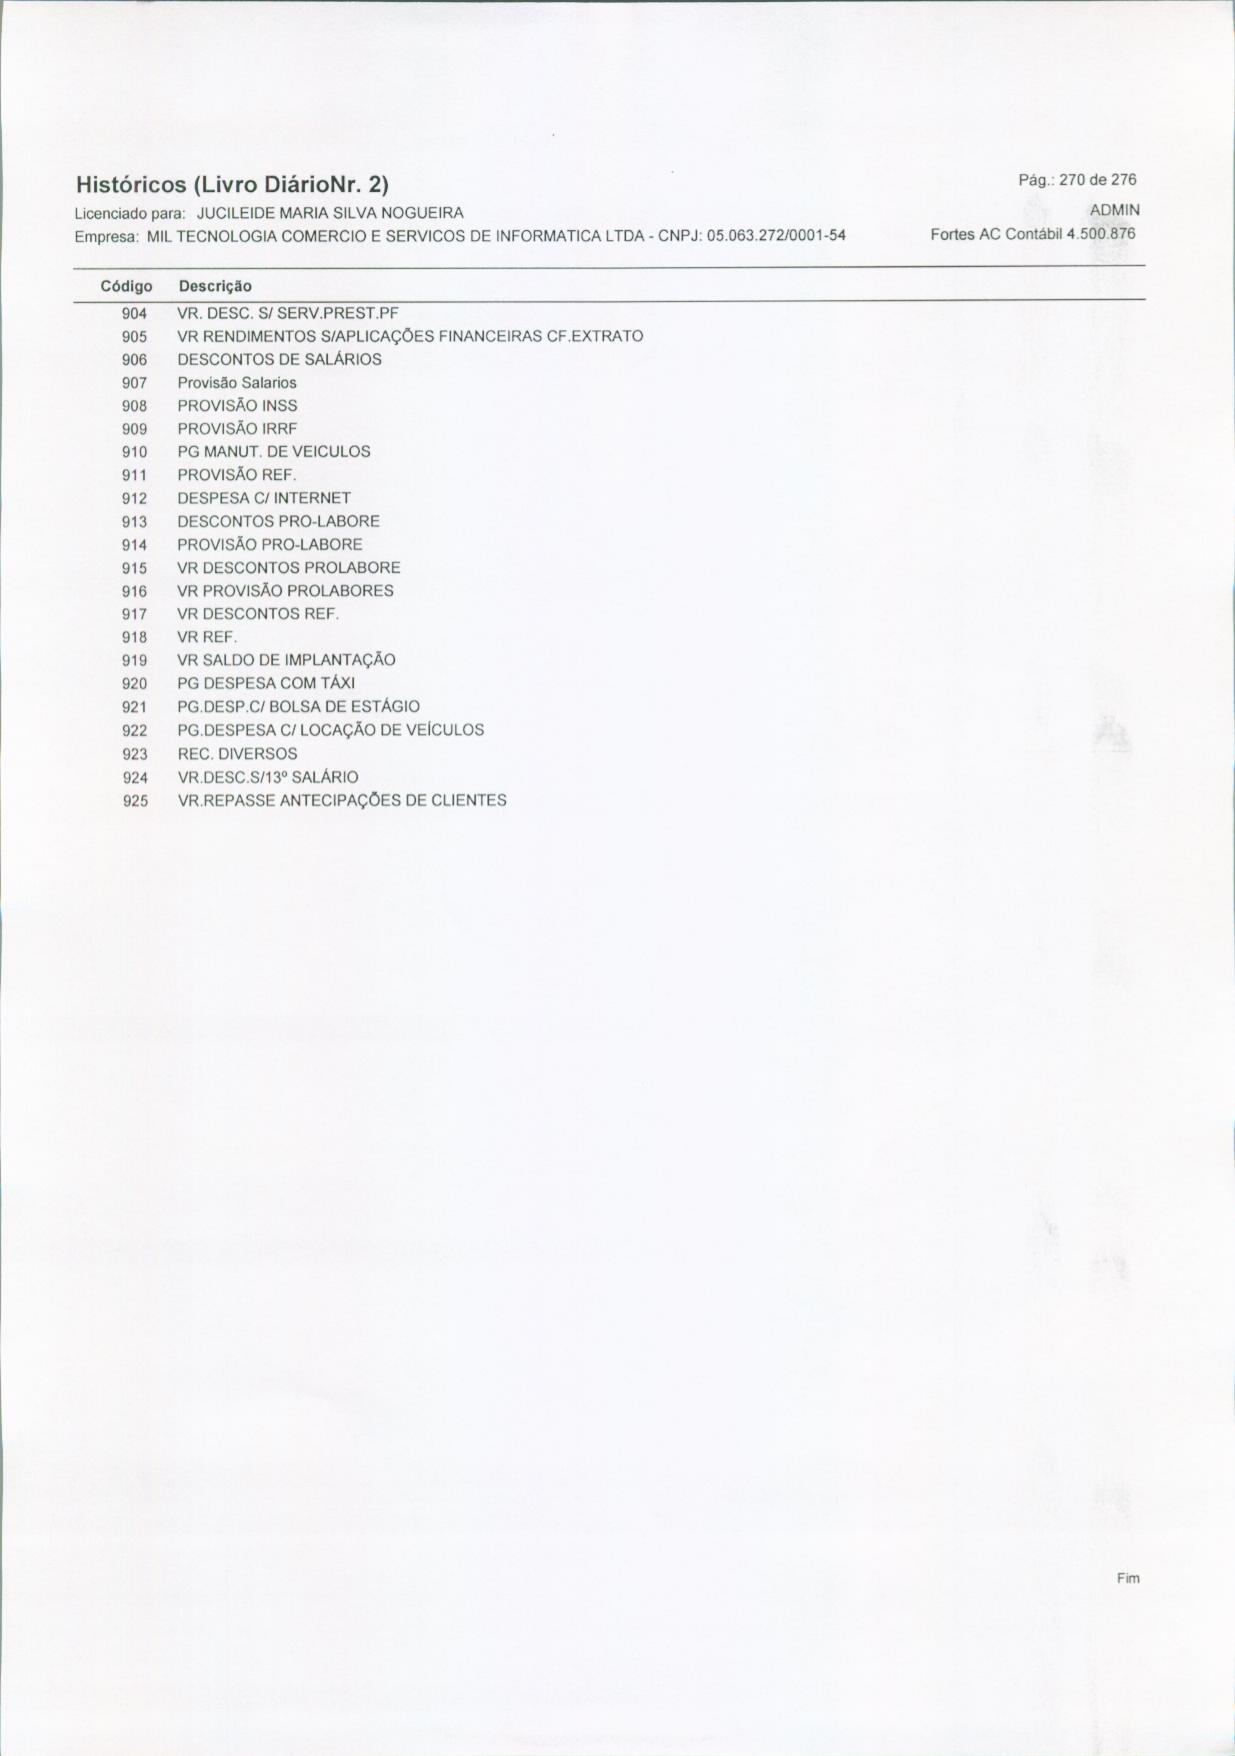 Históricos (Livro DiárioNr. 2)
Pág.: 270 de 276
Licenciado para: JUCILEIDE MARIA SILVA NOGUEIRA
ADMIN
Empresa: MIL TECNOLOGIA COMERCIO E SERVICOS DE INFORMATICA LTDA - CNPJ: 05.063.272/0001-54
Fortes AC Contábil 4.500.876
Código Descrição
904 VR. DESC. S/ SERV.PREST.PF
905 VR RENDIMENTOS S/APLICAÇÕES FINANCEIRAS CF.EXTRATO
906 DESCONTOS DE SALÁRIOS
907 Provisão Salarios
908 PROVISÃO INSS
909 PROVISÃO IRRF
910 PG MANUT. DE VEICULOS
911 PROVISÃO REF.
912 DESPESA C/ INTERNET
913 DESCONTOS PRO-LABORE
914 PROVISÃO PRO-LABORE
915 VR DESCONTOS PROLABORE
916 VR PROVISÃO PROLABORES
917 VR DESCONTOS REF.
918 VR REF.
919 VR SALDO DE IMPLANTAÇÃO
920 PG DESPESA COM TÁXI
921 PG.DESP.C/ BOLSA DE ESTÁGIO
922 PG.DESPESA C/ LOCAÇÃO DE VEÍCULOS
923 REC. DIVERSOS
924 VR.DESC.S/13º SALÁRIO
925 VR.REPASSE ANTECIPAÇÕES DE CLIENTES
Fim